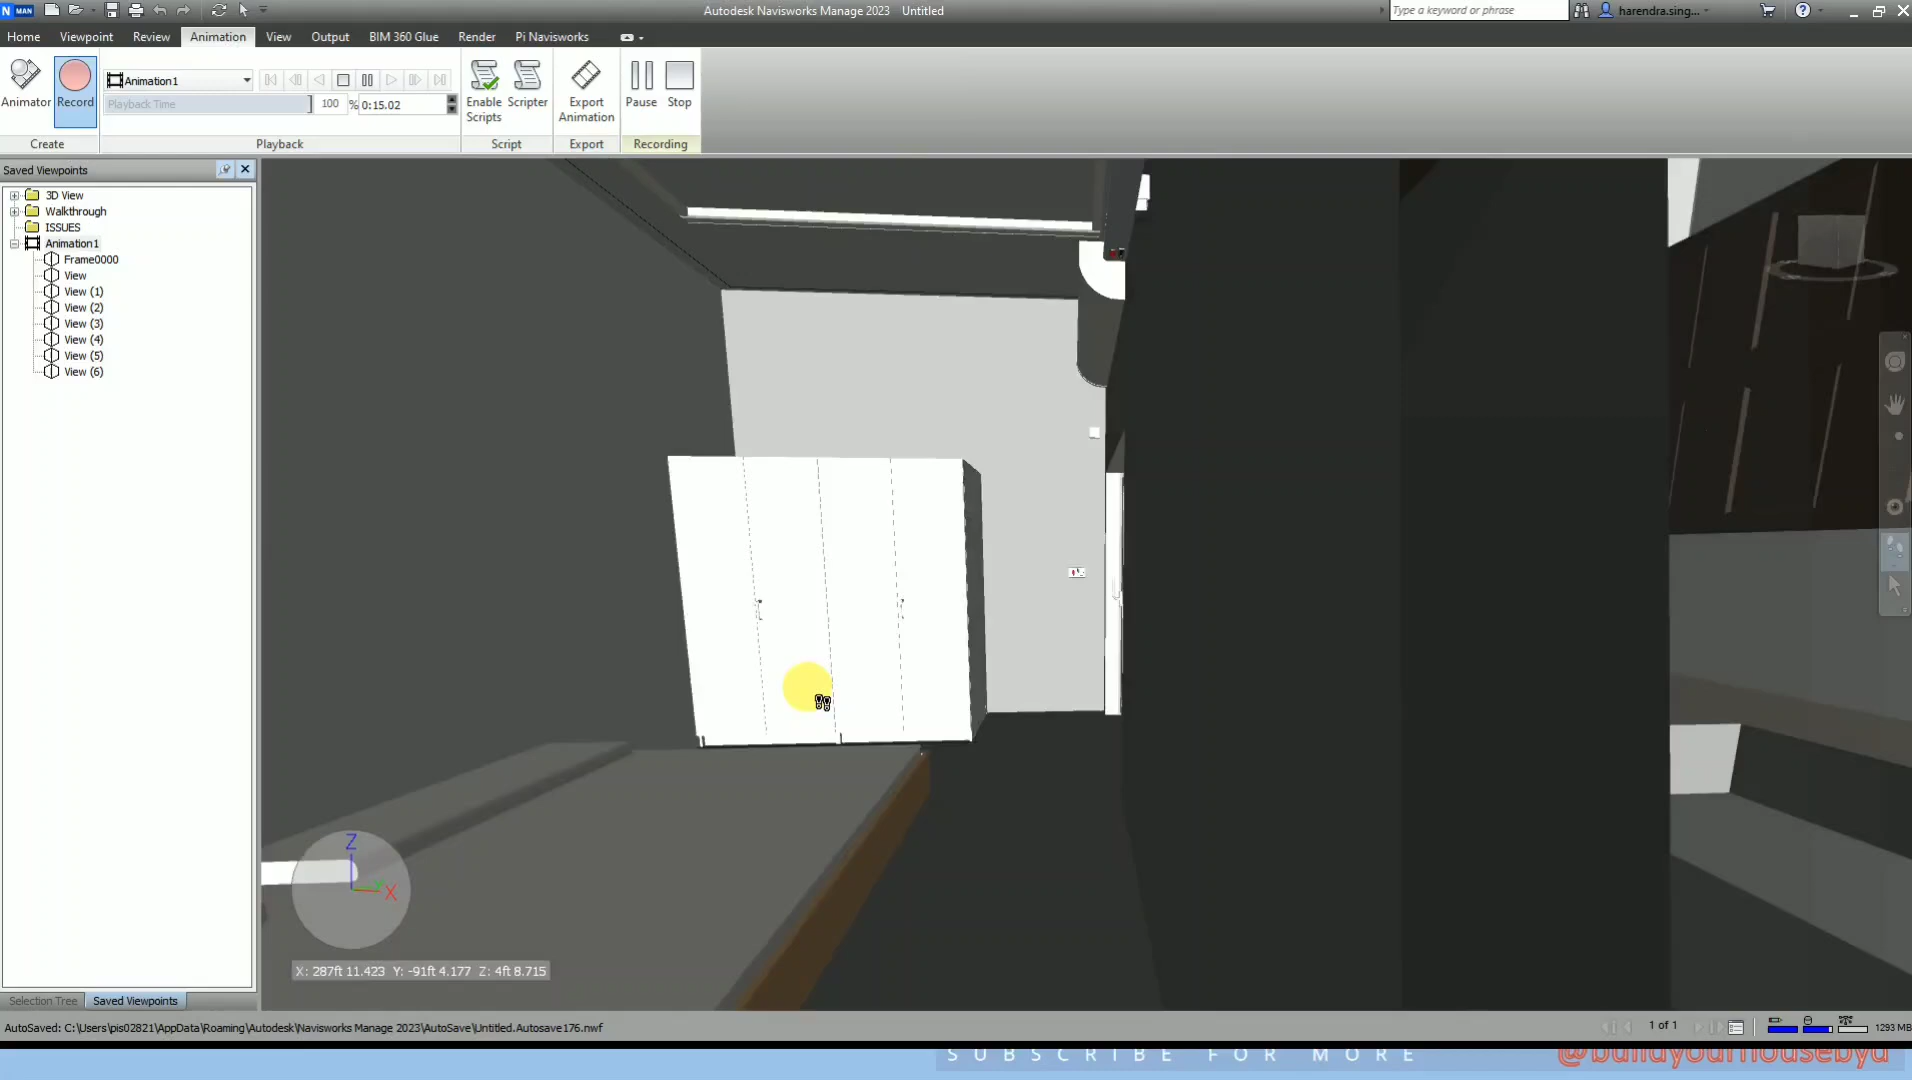 N MAN
Autodesk Navisworks Manage 2023 Untitled
Type a keyword or phrase
harendra.sing...
Home Viewpoint Review Animation View Output BIM 360 Glue Render Pi Navisworks
Animator Record
Animation1
Playback Time 100 % 0:15.02
Enable Scripts
Scripter
Export Animation
Pause Stop
Create Playback Script Export Recording
Saved Viewpoints
3D View
Walkthrough
ISSUES
Animation1
Frame0000
View
View (1)
View (2)
View (3)
View (4)
View (5)
View (6)
Z
Y X
X: 287ft 11.423 Y: -91ft 4.177 Z: 4ft 8.715
Selection Tree Saved Viewpoints
AutoSaved: C:\Users\pis02821\AppData\Roaming\Autodesk\Navisworks Manage 2023\AutoSave\Untitled.Autosave176.nwf
1 of 1
1293 MB
SUBSCRIBE FOR MORE
@buildyourhousebyu